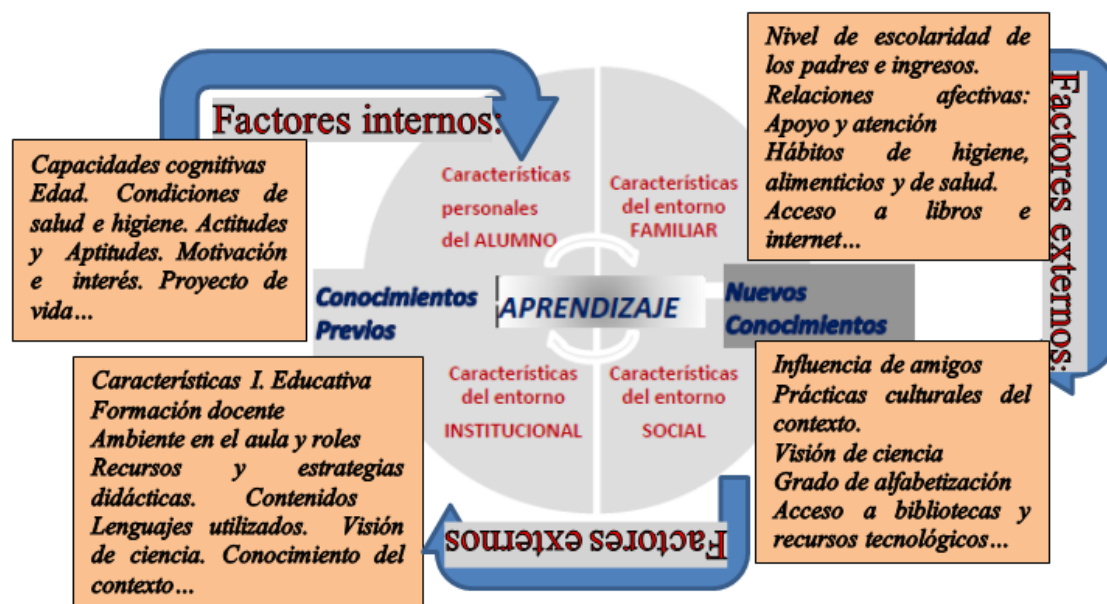 Factores internos:
Capacidades cognitivas
Edad. Condiciones de
salud e higiene. Actitudes
y Aptitudes. Motivación
e interés. Proyecto de
vida...
Características
personales
del ALUMNO
Características
del entorno
FAMILIAR
Nivel de escolaridad de
los padres e ingresos.
Relaciones afectivas:
Apoyo y atención
Hábitos de higiene,
alimenticios y de salud.
Acceso a libros e
internet...
Factores externos:
Conocimientos
Previos
APRENDIZAJE
Nuevos
Conocimientos
Características I. Educativa
Formación docente
Ambiente en el aula y roles
Recursos y estrategias
didácticas. Contenidos
Lenguajes utilizados. Visión
de ciencia. Conocimiento del
contexto...
Características
del entorno
INSTITUCIONAL
Características
del entorno
SOCIAL
Influencia de amigos
Prácticas culturales del
contexto.
Visión de ciencia
Grado de alfabetización
Acceso a bibliotecas y
recursos tecnológicos...
Factores externos